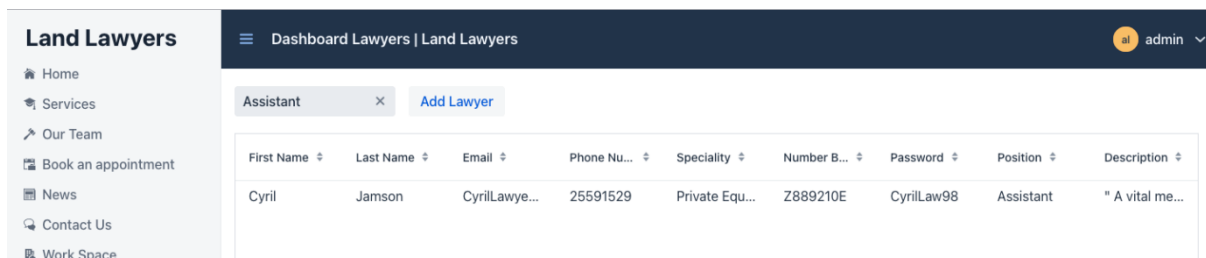 Land Lawyers
Dashboard Lawyers | Land Lawyers
al admin
Home
Services
Our Team
Book an appointment
News
Contact Us
Work Space
Assistant × Add Lawyer
First Name Last Name Email Phone Nu... Speciality Number B... Password Position Description
Cyril Jamson CyrilLawye... 25591529 Private Equ... Z889210E CyrilLaw98 Assistant " A vital me...